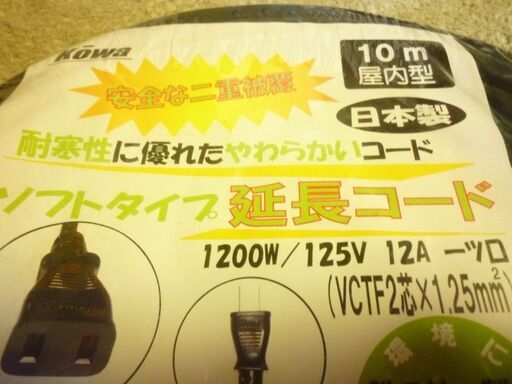 Kowa
10m
屋内型
安全な二重被覆
日本製
耐寒性に優れたやわらかいコード
ソフトタイプ 延長コード
1200W/125V 12A 一ツ口
(VCTF2芯×1.25mm²)
環境に